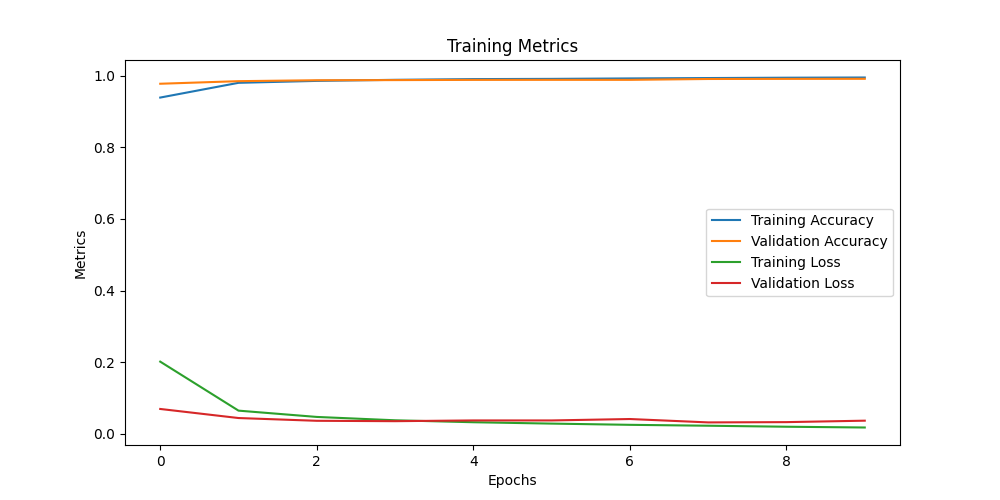 Training Metrics
1.0
0.8
0.6
0.4
0.2
0.0
Metrics
Training Accuracy
Validation Accuracy
Training Loss
Validation Loss
0 2 4 6 8
Epochs